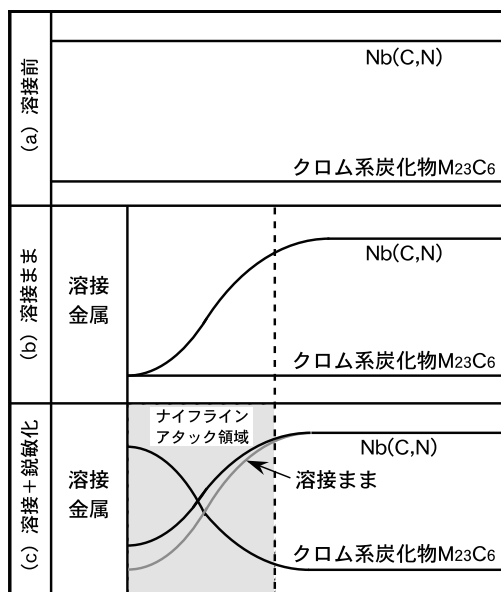 (a) 溶接前
Nb(C,N)
クロム系炭化物M23C6
(b) 溶接まま
溶接
金属
Nb(C,N)
クロム系炭化物M23C6
(c) 溶接＋鋭敏化
溶接
金属
ナイフライン
アタック領域
Nb(C,N)
溶接まま
クロム系炭化物M23C6